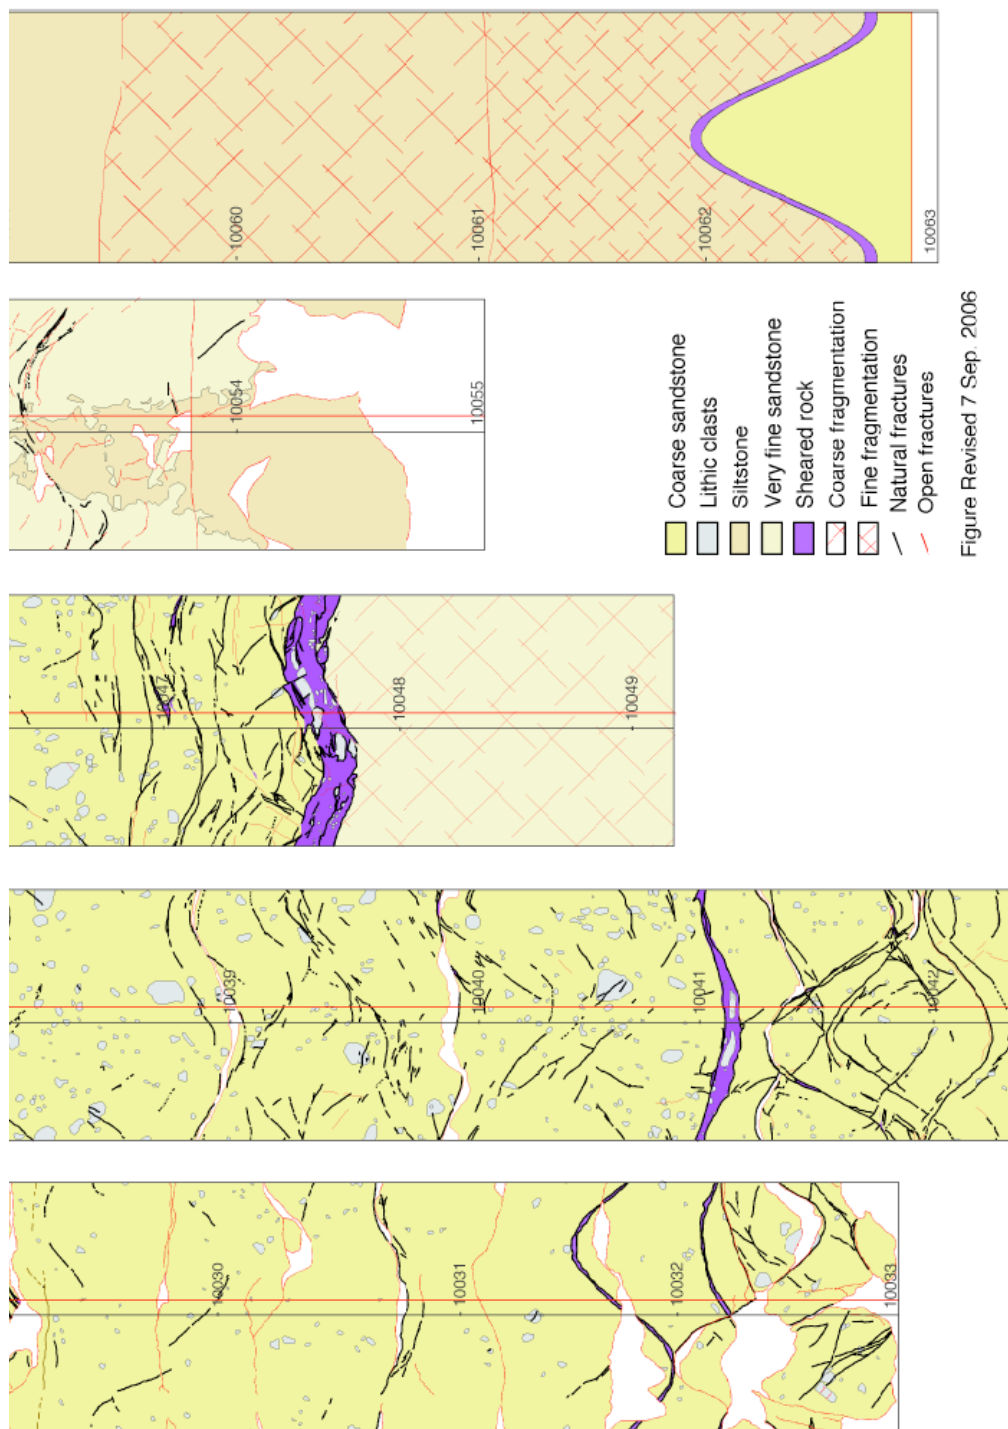 10060
10061
10062
10063
10054
10055
10047
10048
10049
10039
10040
10041
10042
10030
10031
10032
10033
Coarse sandstone
Lithic clasts
Siltstone
Very fine sandstone
Sheared rock
Coarse fragmentation
Fine fragmentation
Natural fractures
Open fractures
Figure Revised 7 Sep. 2006